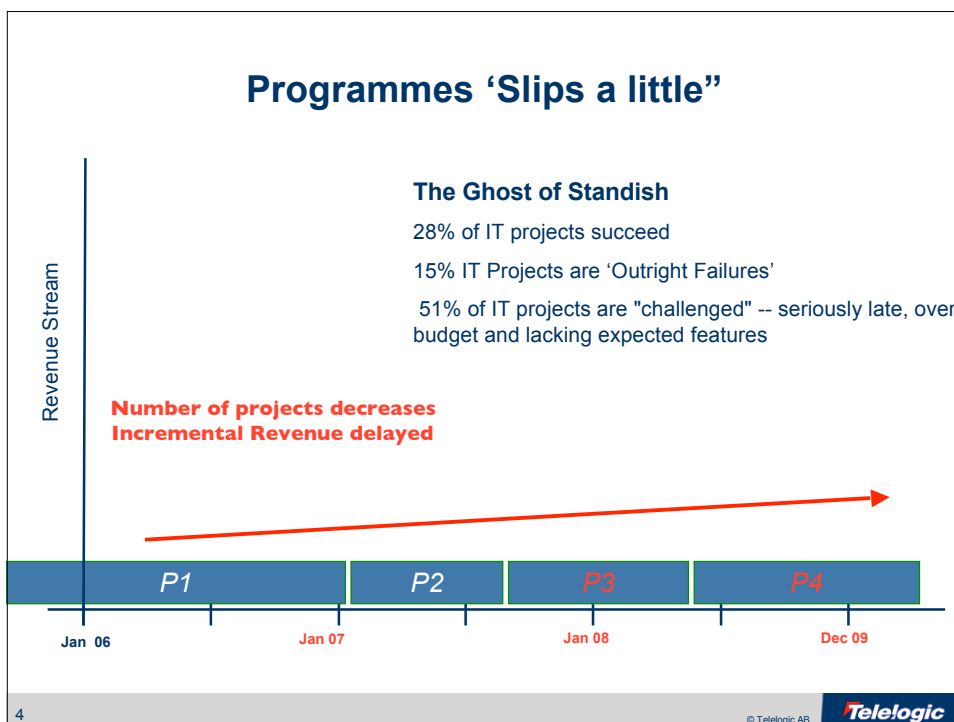 Programmes ‘Slips a little”
The Ghost of Standish
28% of IT projects succeed
15% IT Projects are ‘Outright Failures’
51% of IT projects are "challenged" -- seriously late, over
budget and lacking expected features
Revenue Stream
Number of projects decreases
Incremental Revenue delayed
P1 P2 P3 P4
Jan 06 Jan 07 Jan 08 Dec 09
4
© Telelogic AB
Telelogic